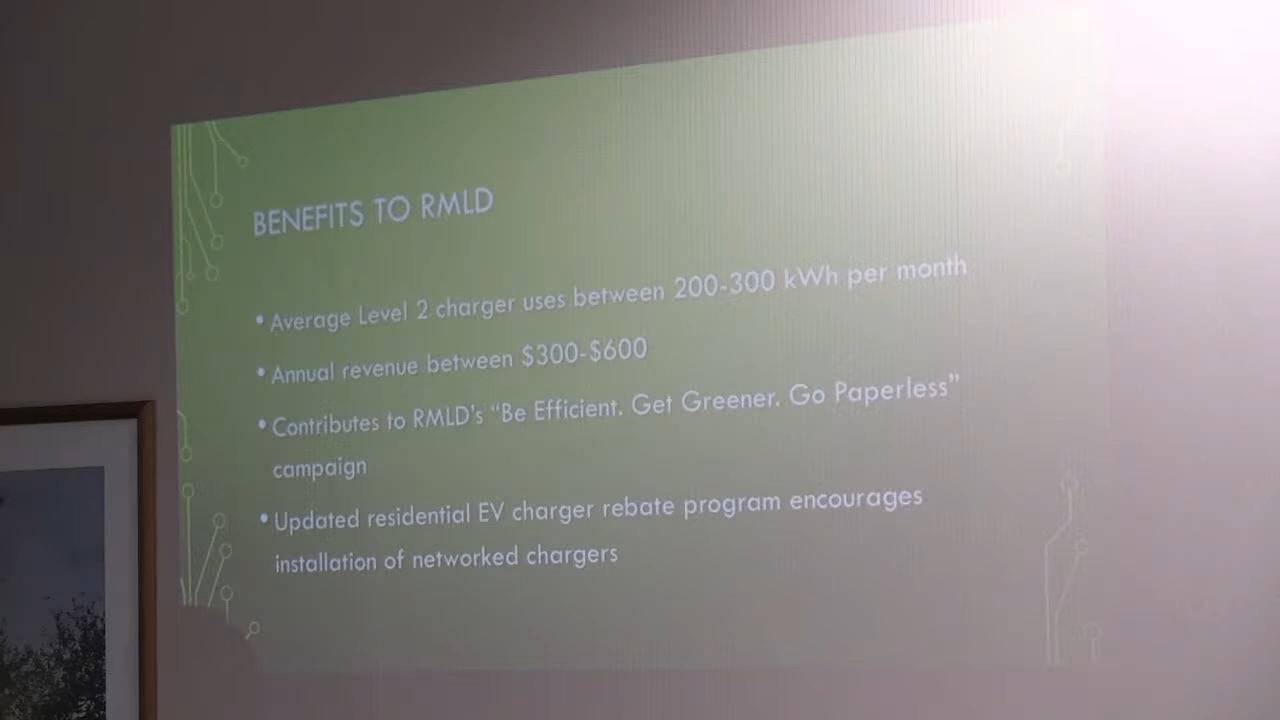 BENEFITS TO RMLD
• Average Level 2 charger uses between 200-300 kWh per month
• Annual revenue between $300-$600
• Contributes to RMLD’s “Be Efficient. Get Greener. Go Paperless”
campaign
• Updated residential EV charger rebate program encourages
installation of networked chargers